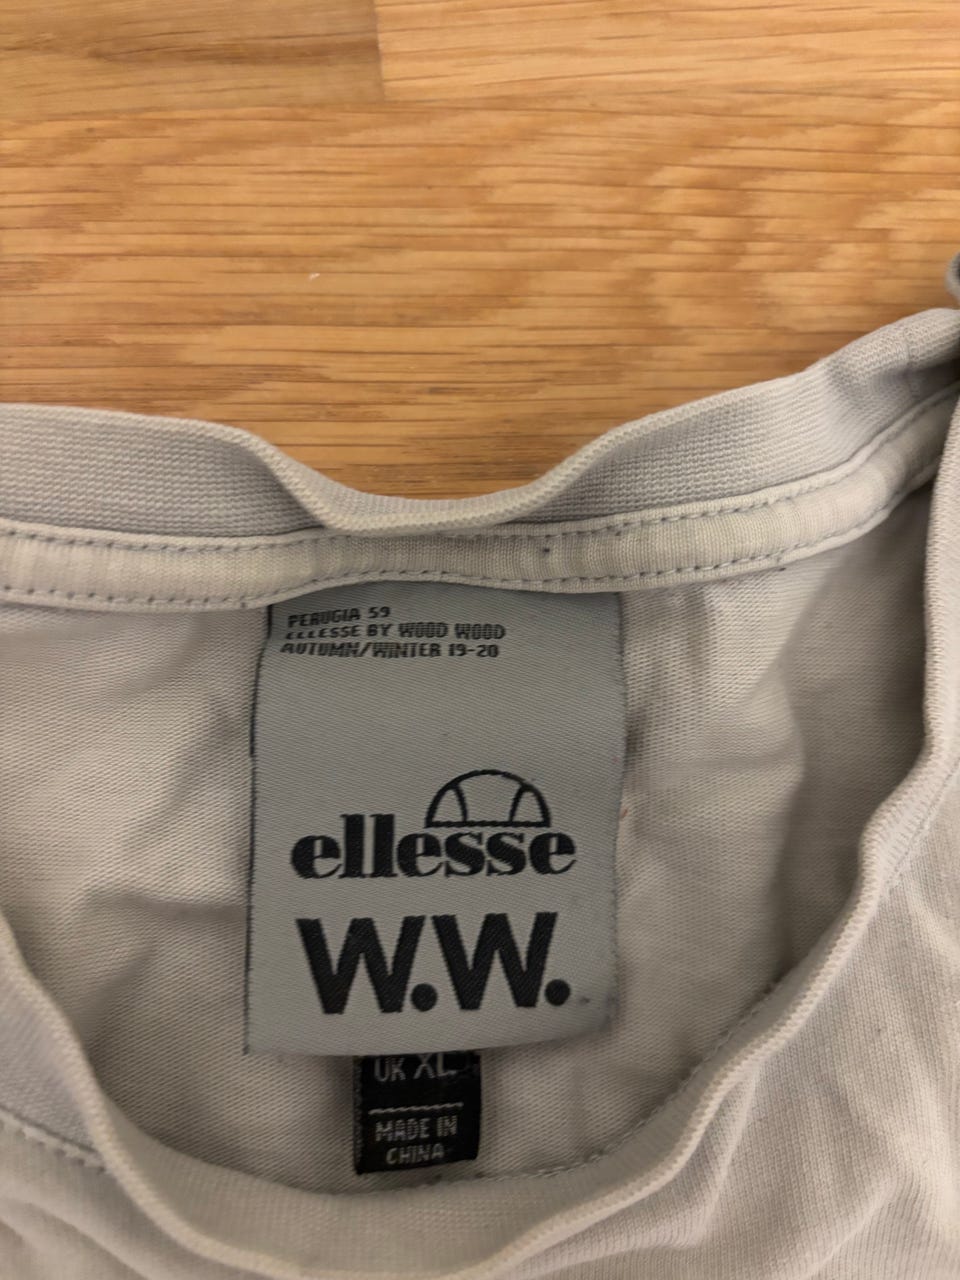 PERUGIA 59
ELLESSE BY WOOD WOOD
AUTUMN/WINTER 19-20
ellesse
W.W.
UK XL
MADE IN
CHINA